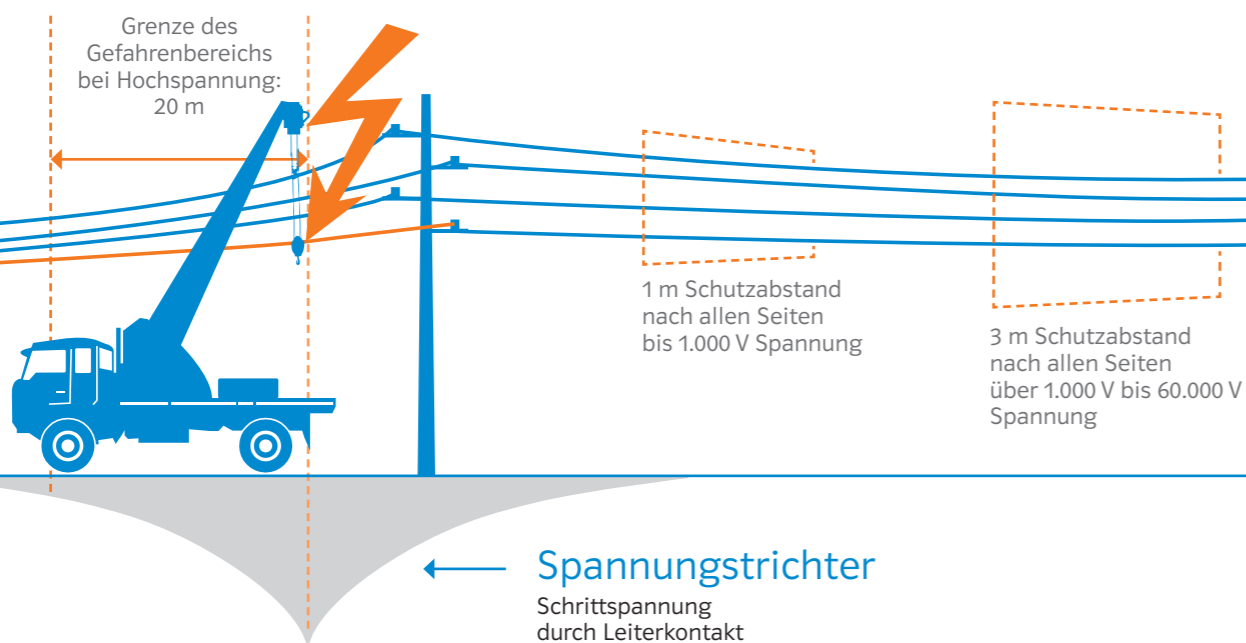 Grenze des
Gefahrenbereichs
bei Hochspannung:
20 m
1 m Schutzabstand
nach allen Seiten
bis 1.000 V Spannung
3 m Schutzabstand
nach allen Seiten
über 1.000 V bis 60.000 V
Spannung
Spannungstrichter
Schrittspannung
durch Leiterkontakt